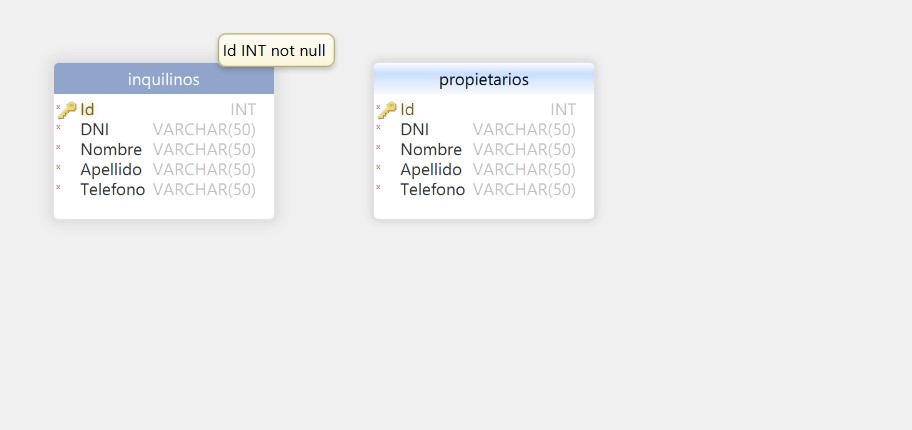 Id INT not null
inquilinos
Id INT
DNI VARCHAR(50)
Nombre VARCHAR(50)
Apellido VARCHAR(50)
Telefono VARCHAR(50)
propietarios
Id INT
DNI VARCHAR(50)
Nombre VARCHAR(50)
Apellido VARCHAR(50)
Telefono VARCHAR(50)